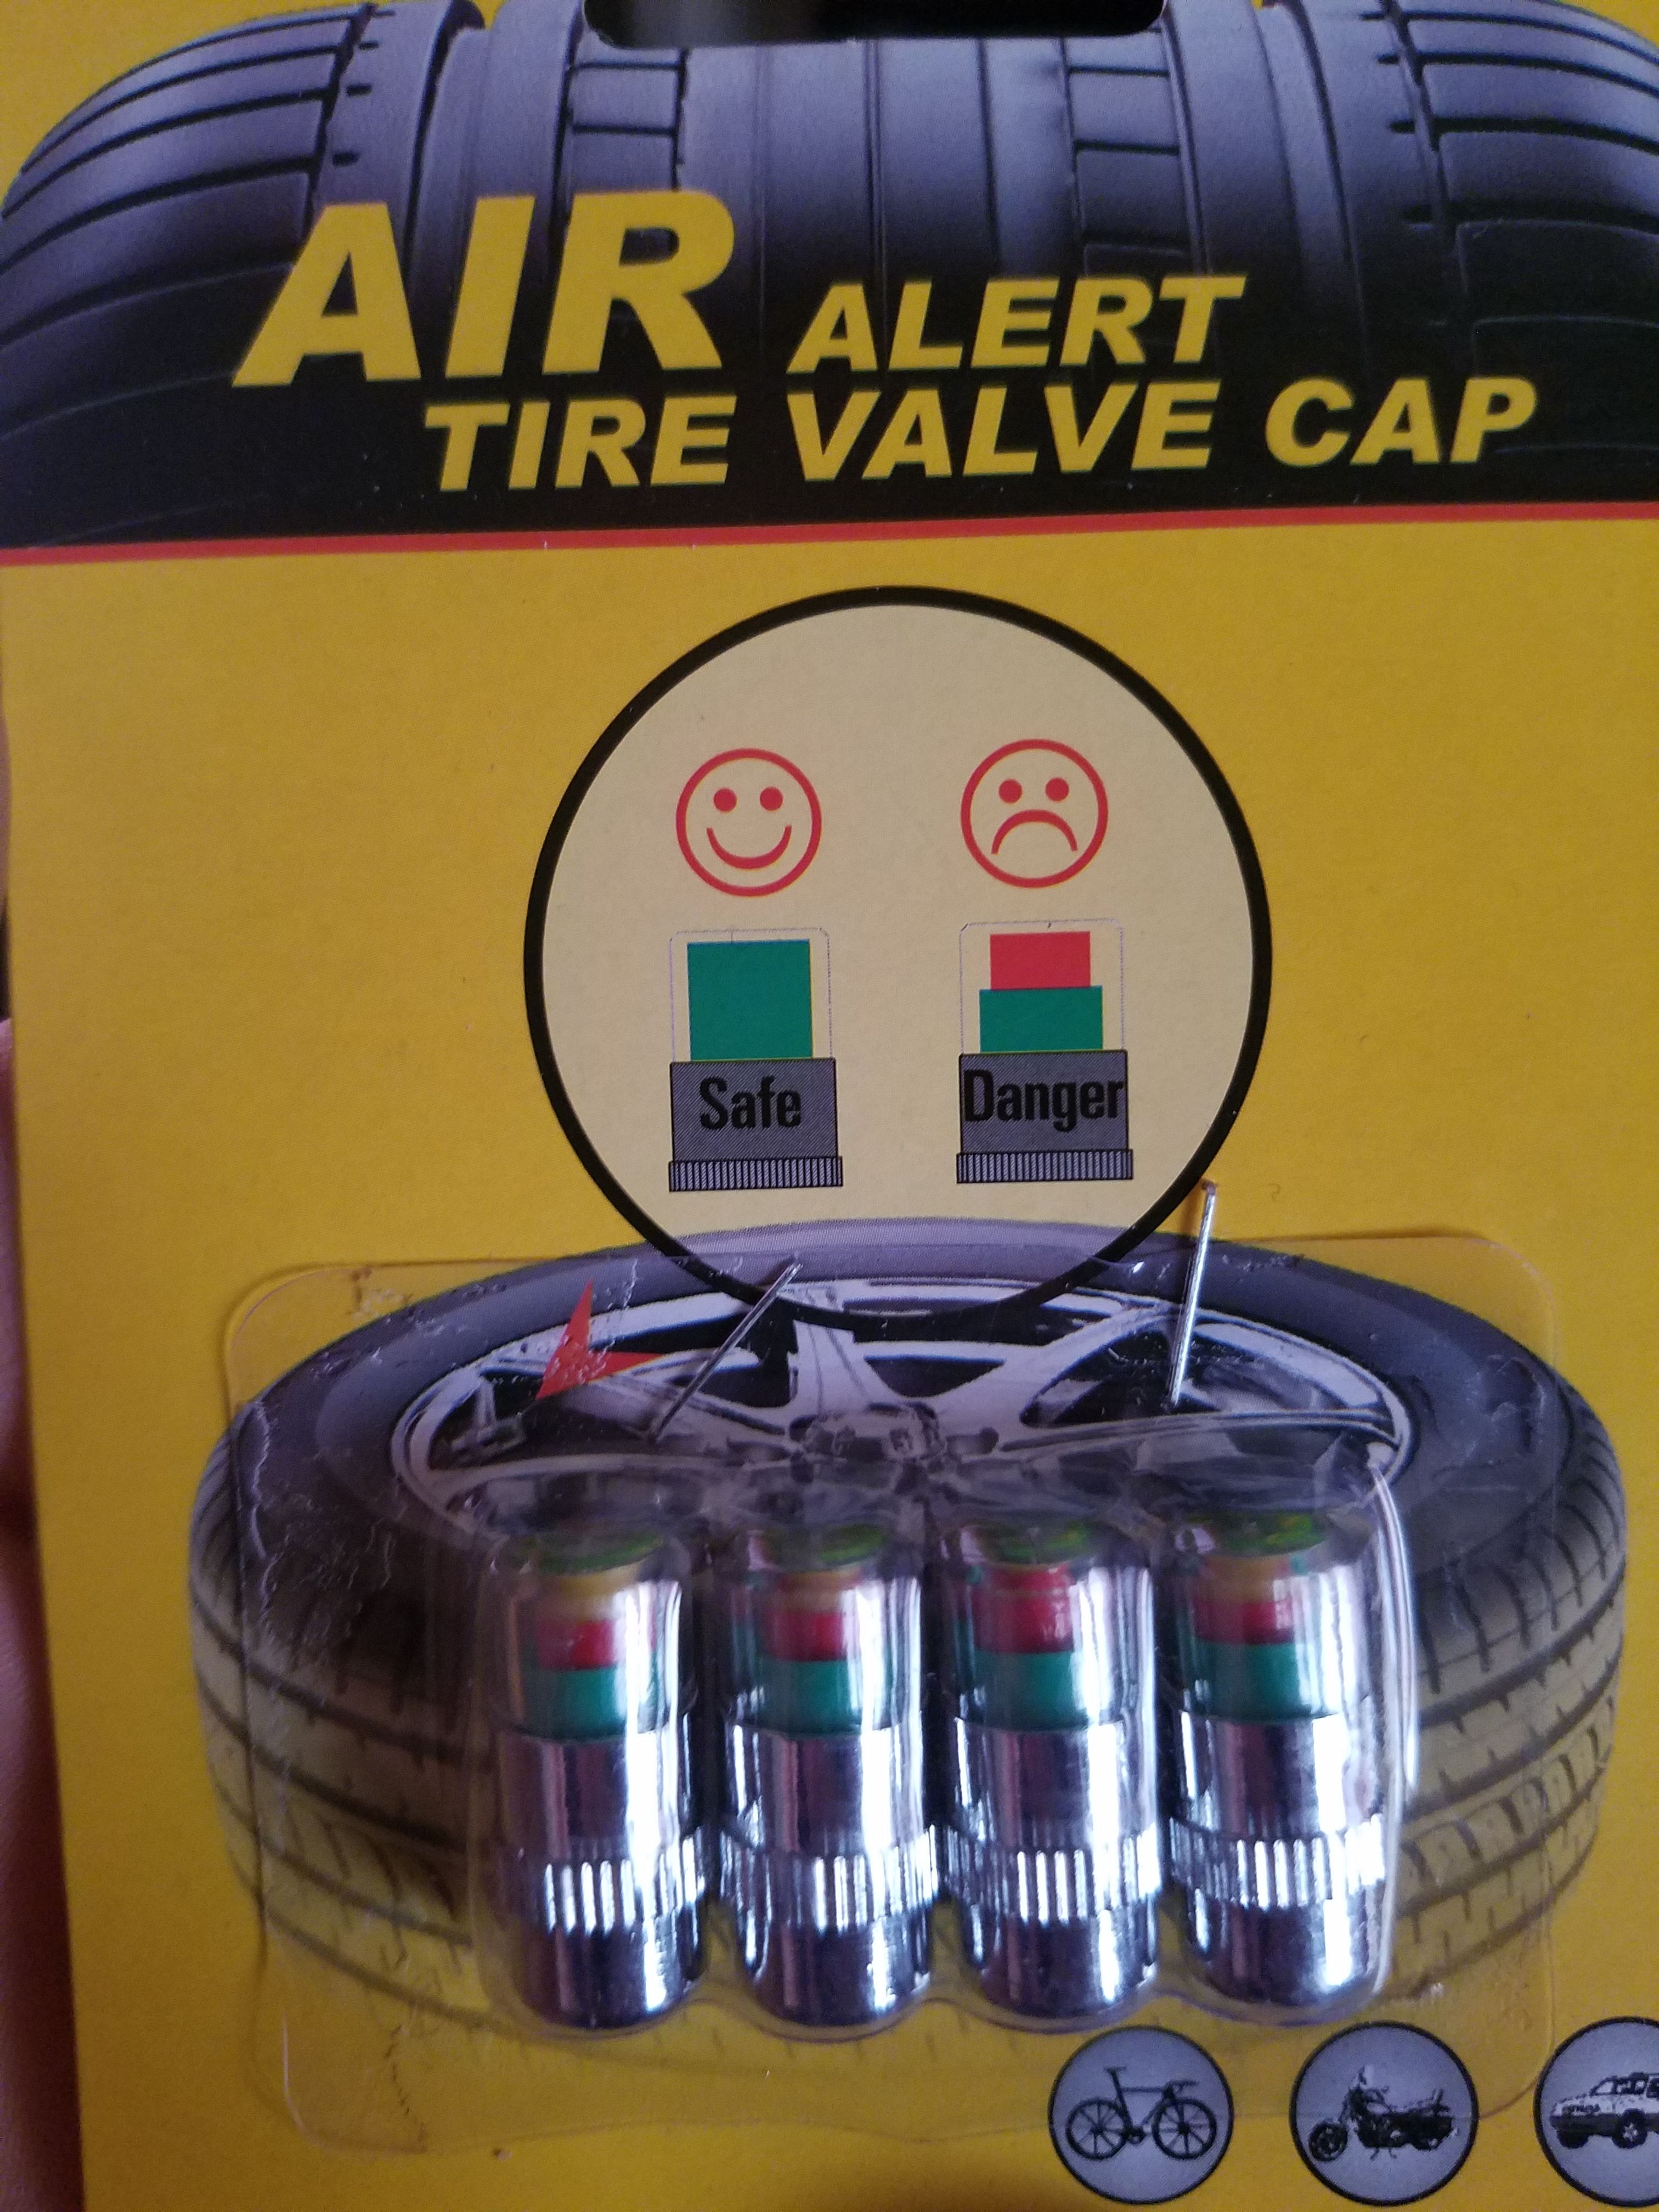 AIR ALERT
TIRE VALVE CAP
Safe
Danger